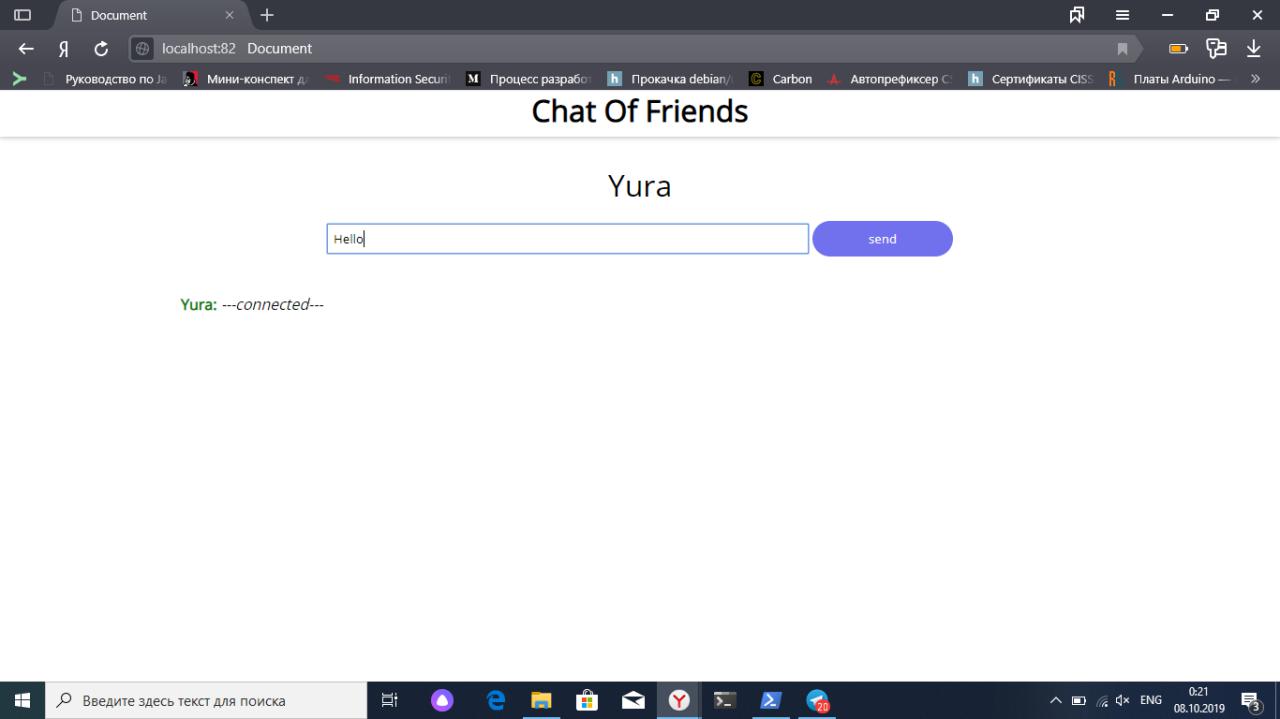 Document
localhost:82 Document
Руководство по Ja
Мини-конспект д
Information Securi
Процесс разрабо
Прокачка debian/
Carbon
Автопрефиксер C
Сертификаты CISS
Платы Arduino —
Chat Of Friends
Yura
Hello
send
Yura: ---connected---
Введите здесь текст для поиска
20
ENG
0:21
08.10.2019
3